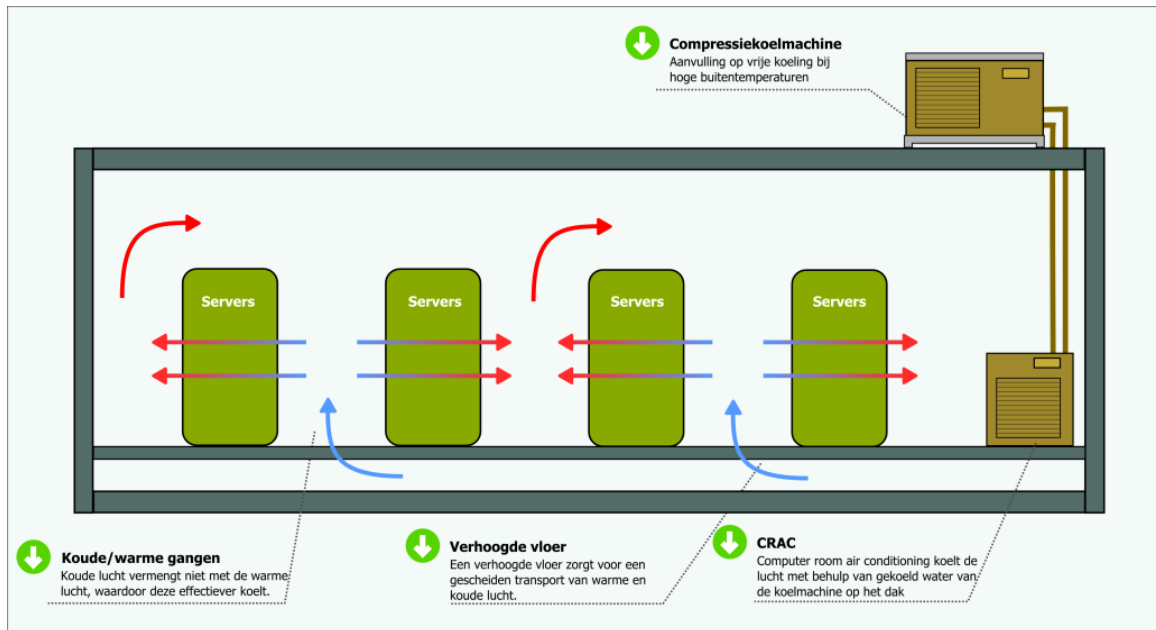 Compressiekoelmachine
Aanvulling op vrije koeling bij
hoge buitentemperaturen
Servers
Servers
Servers
Servers
Koude/warme gangen
Koude lucht vermengt niet met de warme
lucht, waardoor deze effectiever koelt.
Verhoogde vloer
Een verhoogde vloer zorgt voor een
gescheiden transport van warme en
koude lucht.
CRAC
Computer room air conditioning koelt de
lucht met behulp van gekoeld water van
de koelmachine op het dak